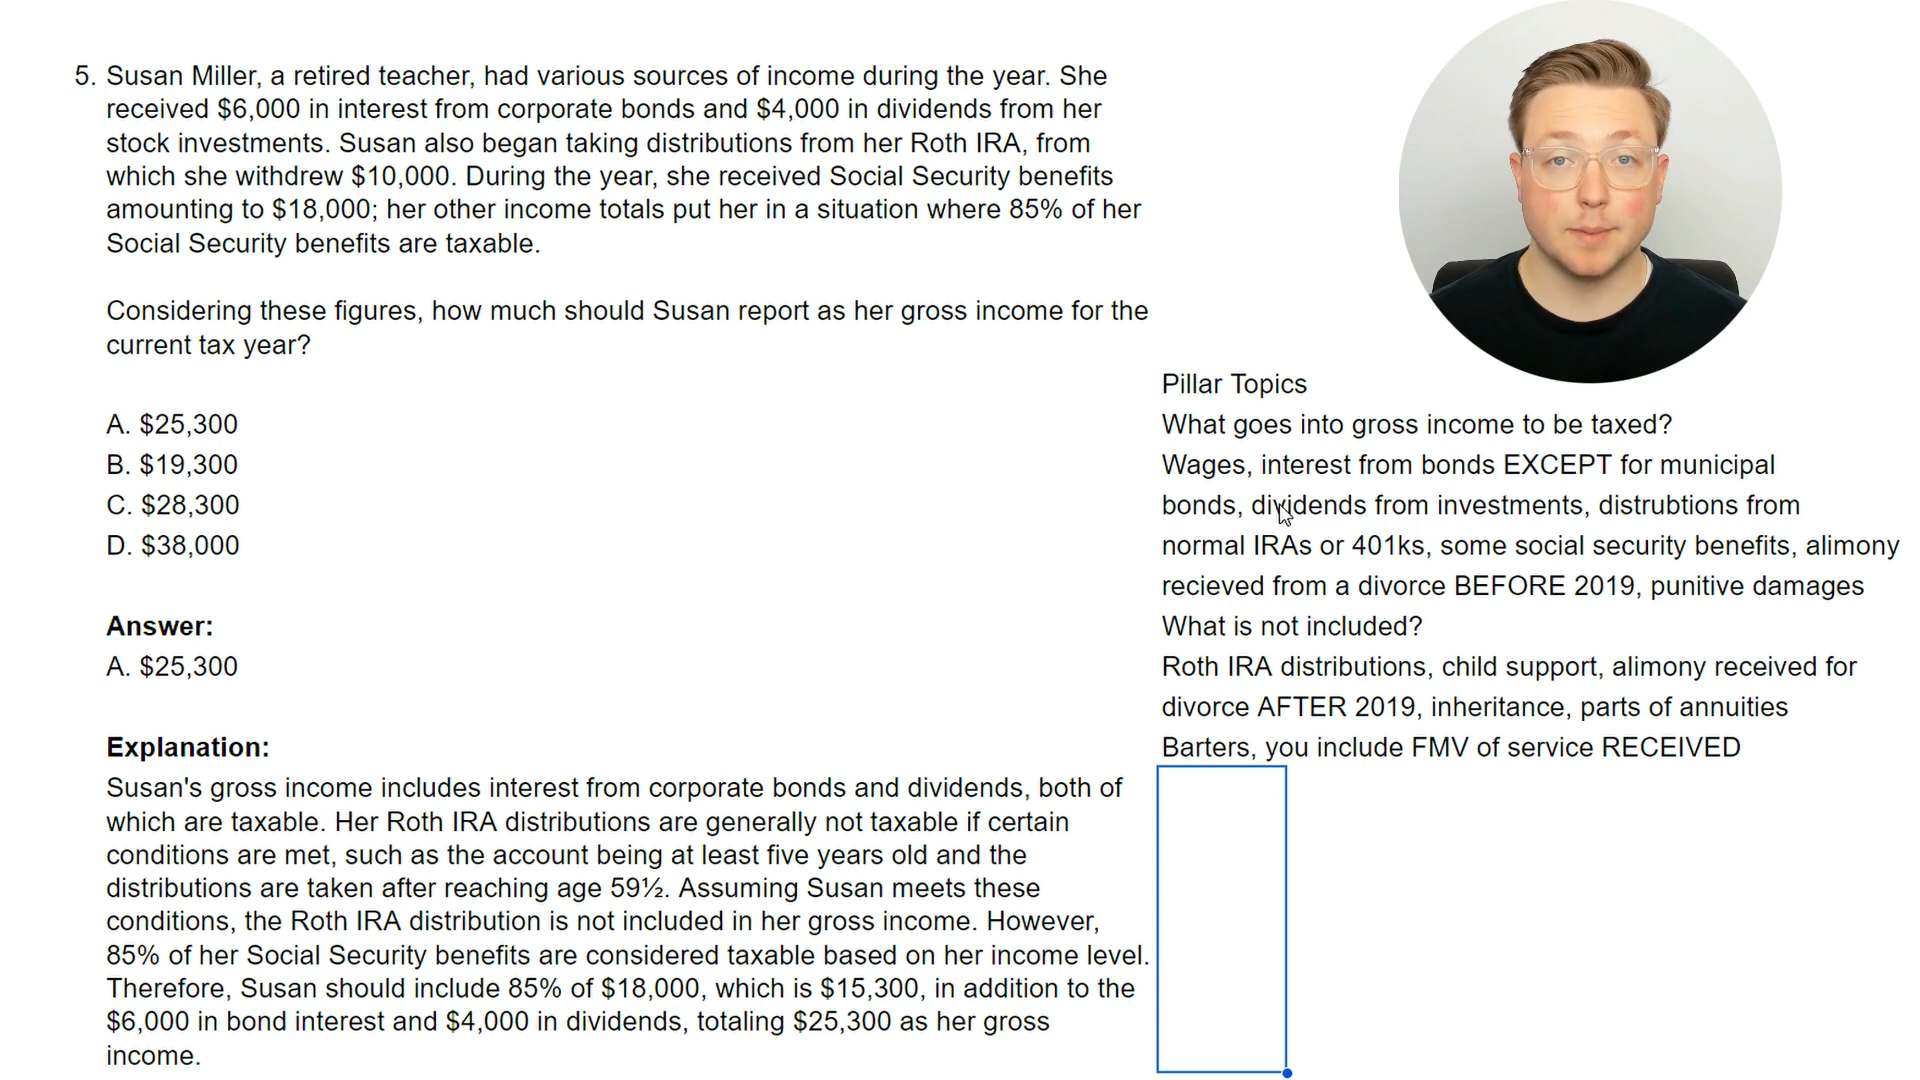 5. Susan Miller, a retired teacher, had various sources of income during the year. She
received $6,000 in interest from corporate bonds and $4,000 in dividends from her
stock investments. Susan also began taking distributions from her Roth IRA, from
which she withdrew $10,000. During the year, she received Social Security benefits
amounting to $18,000; her other income totals put her in a situation where 85% of her
Social Security benefits are taxable.
Considering these figures, how much should Susan report as her gross income for the
current tax year?
A. $25,300
B. $19,300
C. $28,300
D. $38,000
Answer:
A. $25,300
Explanation:
Susan's gross income includes interest from corporate bonds and dividends, both of
which are taxable. Her Roth IRA distributions are generally not taxable if certain
conditions are met, such as the account being at least five years old and the
distributions are taken after reaching age 59½. Assuming Susan meets these
conditions, the Roth IRA distribution is not included in her gross income. However,
85% of her Social Security benefits are considered taxable based on her income level.
Therefore, Susan should include 85% of $18,000, which is $15,300, in addition to the
$6,000 in bond interest and $4,000 in dividends, totaling $25,300 as her gross
income.
Pillar Topics
What goes into gross income to be taxed?
Wages, interest from bonds EXCEPT for municipal
bonds, dividends from investments, distrubtions from
normal IRAs or 401ks, some social security benefits, alimony
recieved from a divorce BEFORE 2019, punitive damages
What is not included?
Roth IRA distributions, child support, alimony received for
divorce AFTER 2019, inheritance, parts of annuities
Barters, you include FMV of service RECEIVED